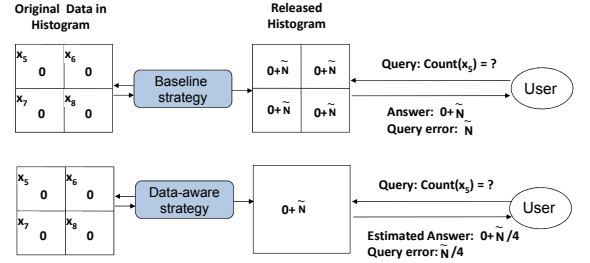 Original Data in Histogram
Released Histogram
x5 0 x6 0
x7 0 x8 0
Baseline strategy
0+Ñ 0+Ñ
0+Ñ 0+Ñ
Query: Count(x5) = ?
User
Answer: 0+Ñ
Query error: Ñ
x5 0 x6 0
x7 0 x8 0
Data-aware strategy
0+ Ñ
Query: Count(x5) = ?
User
Estimated Answer: 0+Ñ/4
Query error: Ñ/4